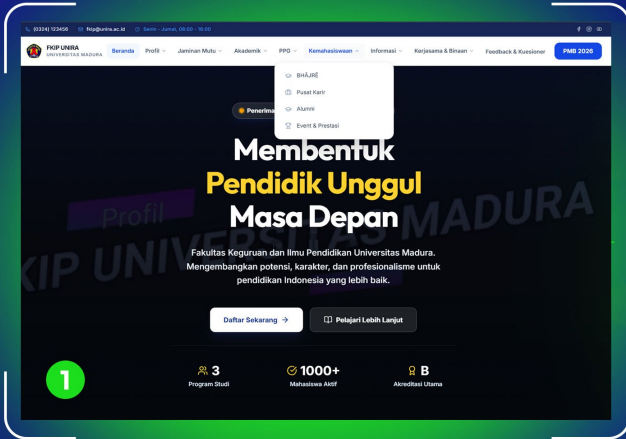 (0324) 123456 fkip@unira.ac.id Senin - Jumat, 08:00 - 16:00
FKIP UNIRA
UNIVERSITAS MADURA
Beranda Profil Jaminan Mutu Akademik PPG Kemahasiswaan Informasi Kerjasama & Binaan Feedback & Kuesioner PMB 2026
BHÂJRÊ
Pusat Karir
Alumni
Event & Prestasi
Penerima
Membentuk
Pendidik Unggul
Masa Depan
Profil
FKIP UNIVERSITAS MADURA
Fakultas Keguruan dan Ilmu Pendidikan Universitas Madura.
Mengembangkan potensi, karakter, dan profesionalisme untuk
pendidikan Indonesia yang lebih baik.
Daftar Sekarang → Pelajari Lebih Lanjut
3 1000+ B
Program Studi Mahasiswa Aktif Akreditasi Utama
1